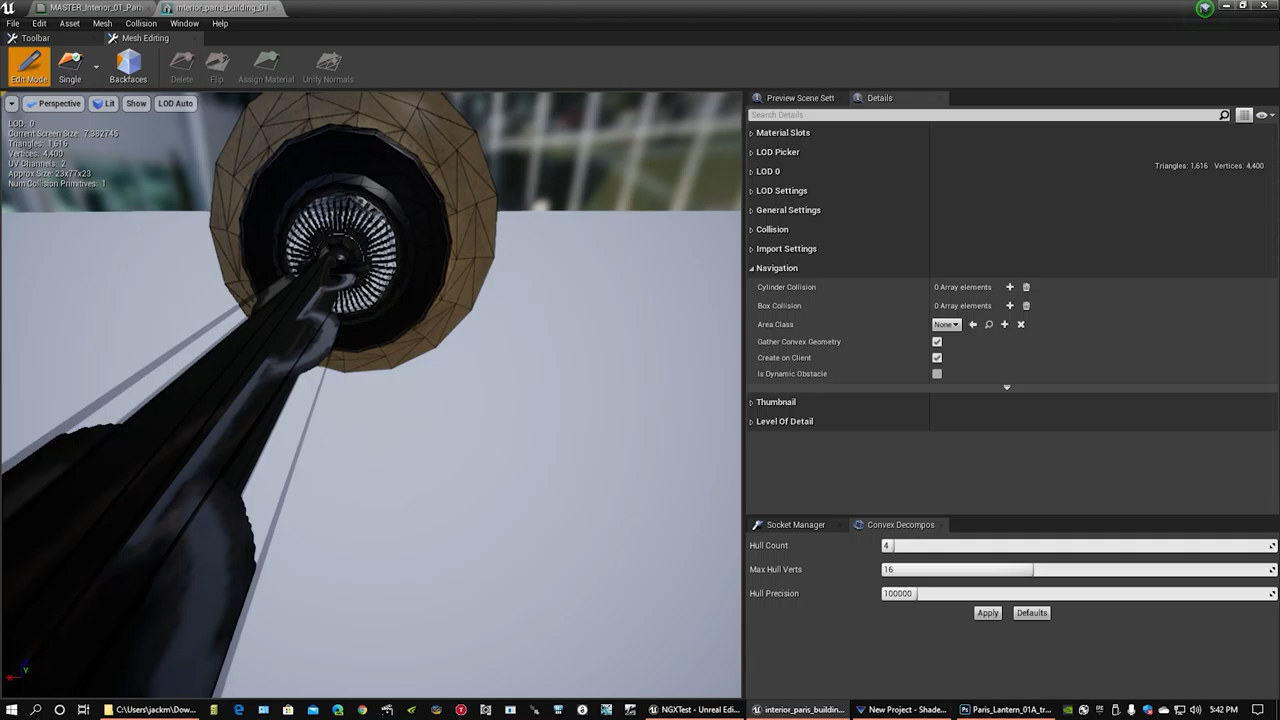 MASTER_Interior_01_Paris
interior_paris_building_01
File Edit Asset Mesh Collision Window Help
Toolbar Mesh Editing
Edit Mode Single Backfaces Delete Flip Assign Material Unify Normals
Perspective Lit Show LOD Auto
LOD: 0
Current Screen Size: 7.382745
Triangles: 1,616
Vertices: 4,400
UV Channels: 2
Approx Size: 23x77x23
Num Collision Primitives: 1
Y
Preview Scene Sett Details
Search Details
Triangles: 1,616 Vertices: 4,400
Material Slots
LOD Picker
LOD 0
LOD Settings
General Settings
Collision
Import Settings
Navigation
Cylinder Collision 0 Array elements
Box Collision 0 Array elements
Area Class None
Gather Convex Geometry
Create on Client
Is Dynamic Obstacle
Thumbnail
Level Of Detail
Socket Manager Convex Decompos
Hull Count 4
Max Hull Verts 16
Hull Precision 100000
Apply Defaults
C:\Users\jackm\Dow... NGXTest - Unreal Edi... interior_paris_buildin... New Project - Shade... Paris_Lantern_01A_tr... 5:42 PM